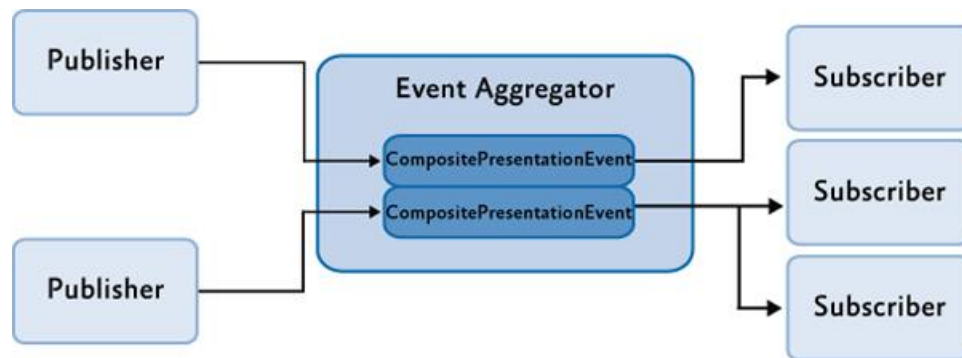 Publisher
Event Aggregator
Subscriber
CompositePresentationEvent
CompositePresentationEvent
Subscriber
Publisher
Subscriber